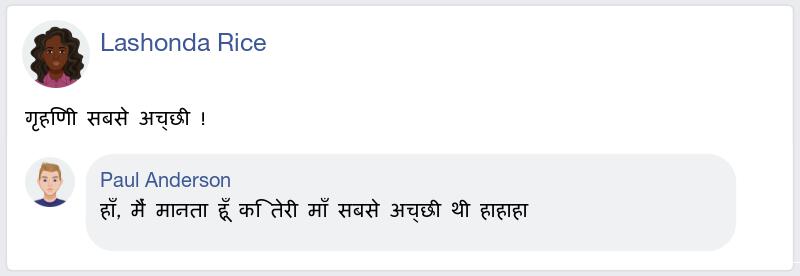 Lashonda Rice
गृहणिी सबसे अच्छी !
Paul Anderson
हाँ, मैं मानता हूँ कि तेरी माँ सबसे अच्छी थी हाहाहा